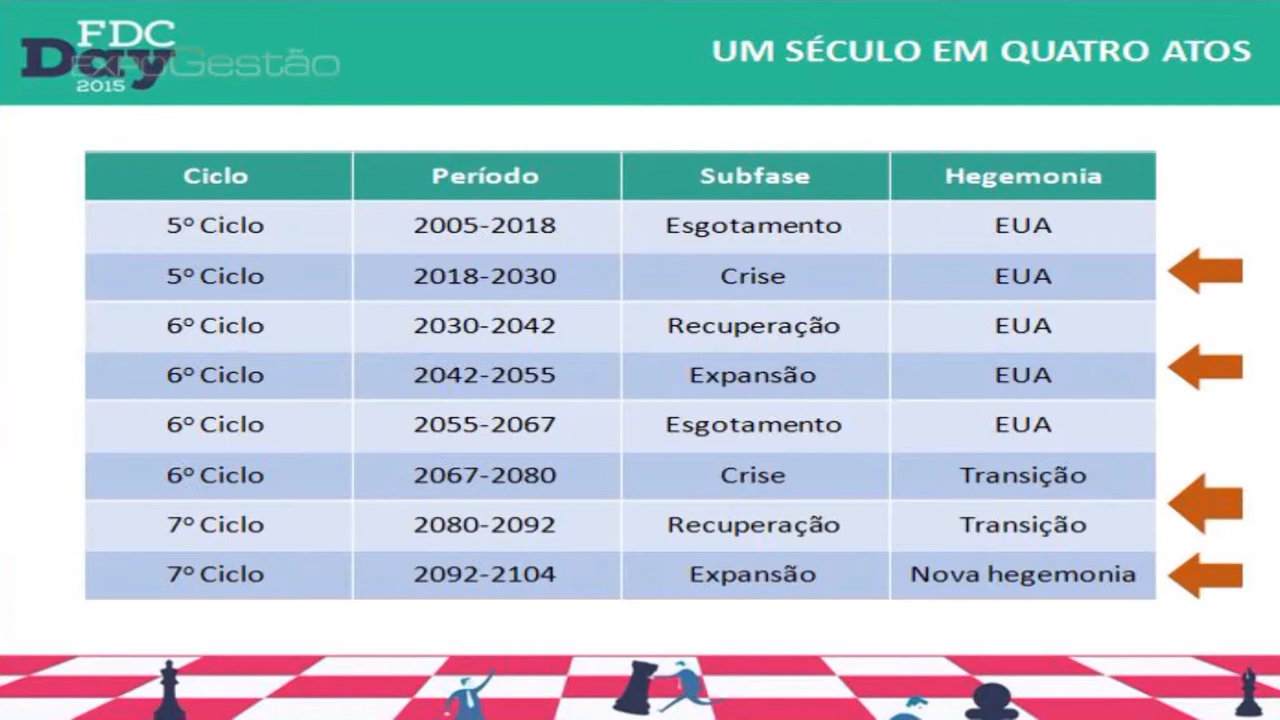 FDC
Day
EXPOGestão
2015
UM SÉCULO EM QUATRO ATOS
Ciclo Período Subfase Hegemonia
5º Ciclo 2005-2018 Esgotamento EUA
5º Ciclo 2018-2030 Crise EUA
6º Ciclo 2030-2042 Recuperação EUA
6º Ciclo 2042-2055 Expansão EUA
6º Ciclo 2055-2067 Esgotamento EUA
6º Ciclo 2067-2080 Crise Transição
7º Ciclo 2080-2092 Recuperação Transição
7º Ciclo 2092-2104 Expansão Nova hegemonia